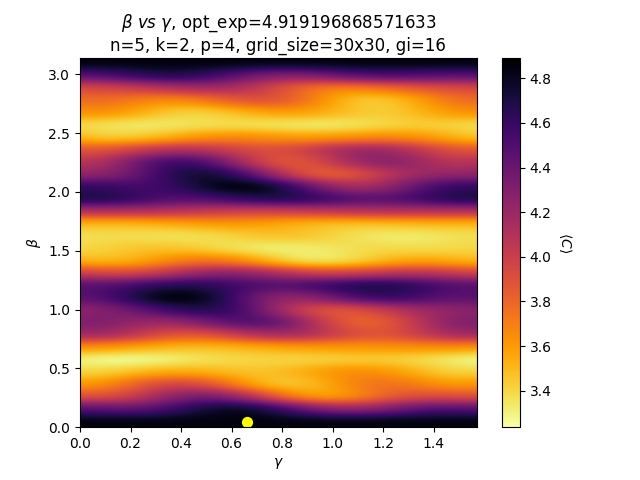 β vs γ, opt_exp=4.919196868571633
n=5, k=2, p=4, grid_size=30x30, gi=16
3.0
2.5
2.0
1.5
1.0
0.5
0.0
β
0.0 0.2 0.4 0.6 0.8 1.0 1.2 1.4
γ
4.8
4.6
4.4
4.2
4.0
3.8
3.6
3.4
⟨C⟩